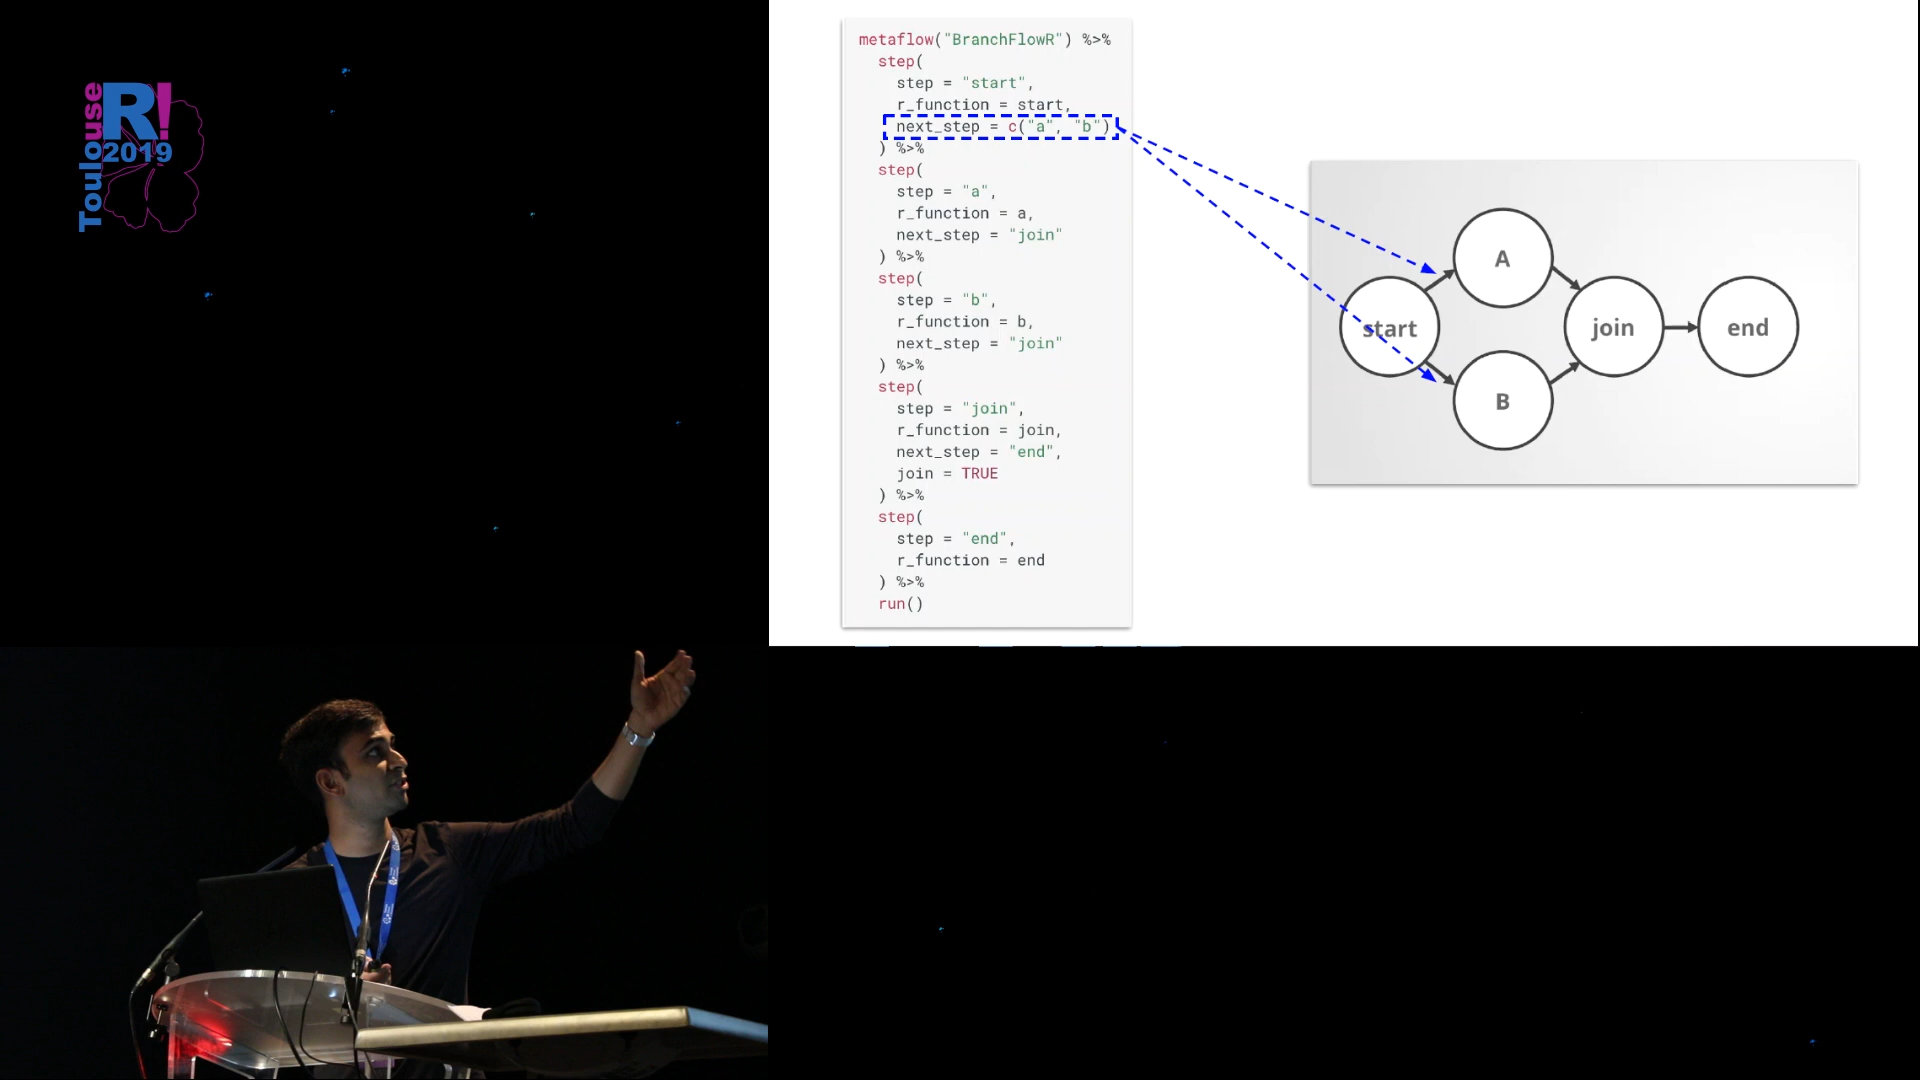 Toulouse
R!
2019
metaflow("BranchFlowR") %>%
step(
step = "start",
r_function = start,
next_step = c("a", "b")
) %>%
step(
step = "a",
r_function = a,
next_step = "join"
) %>%
step(
step = "b",
r_function = b,
next_step = "join"
) %>%
step(
step = "join",
r_function = join,
next_step = "end",
join = TRUE
) %>%
step(
step = "end",
r_function = end
) %>%
run()
A
start
join
end
B